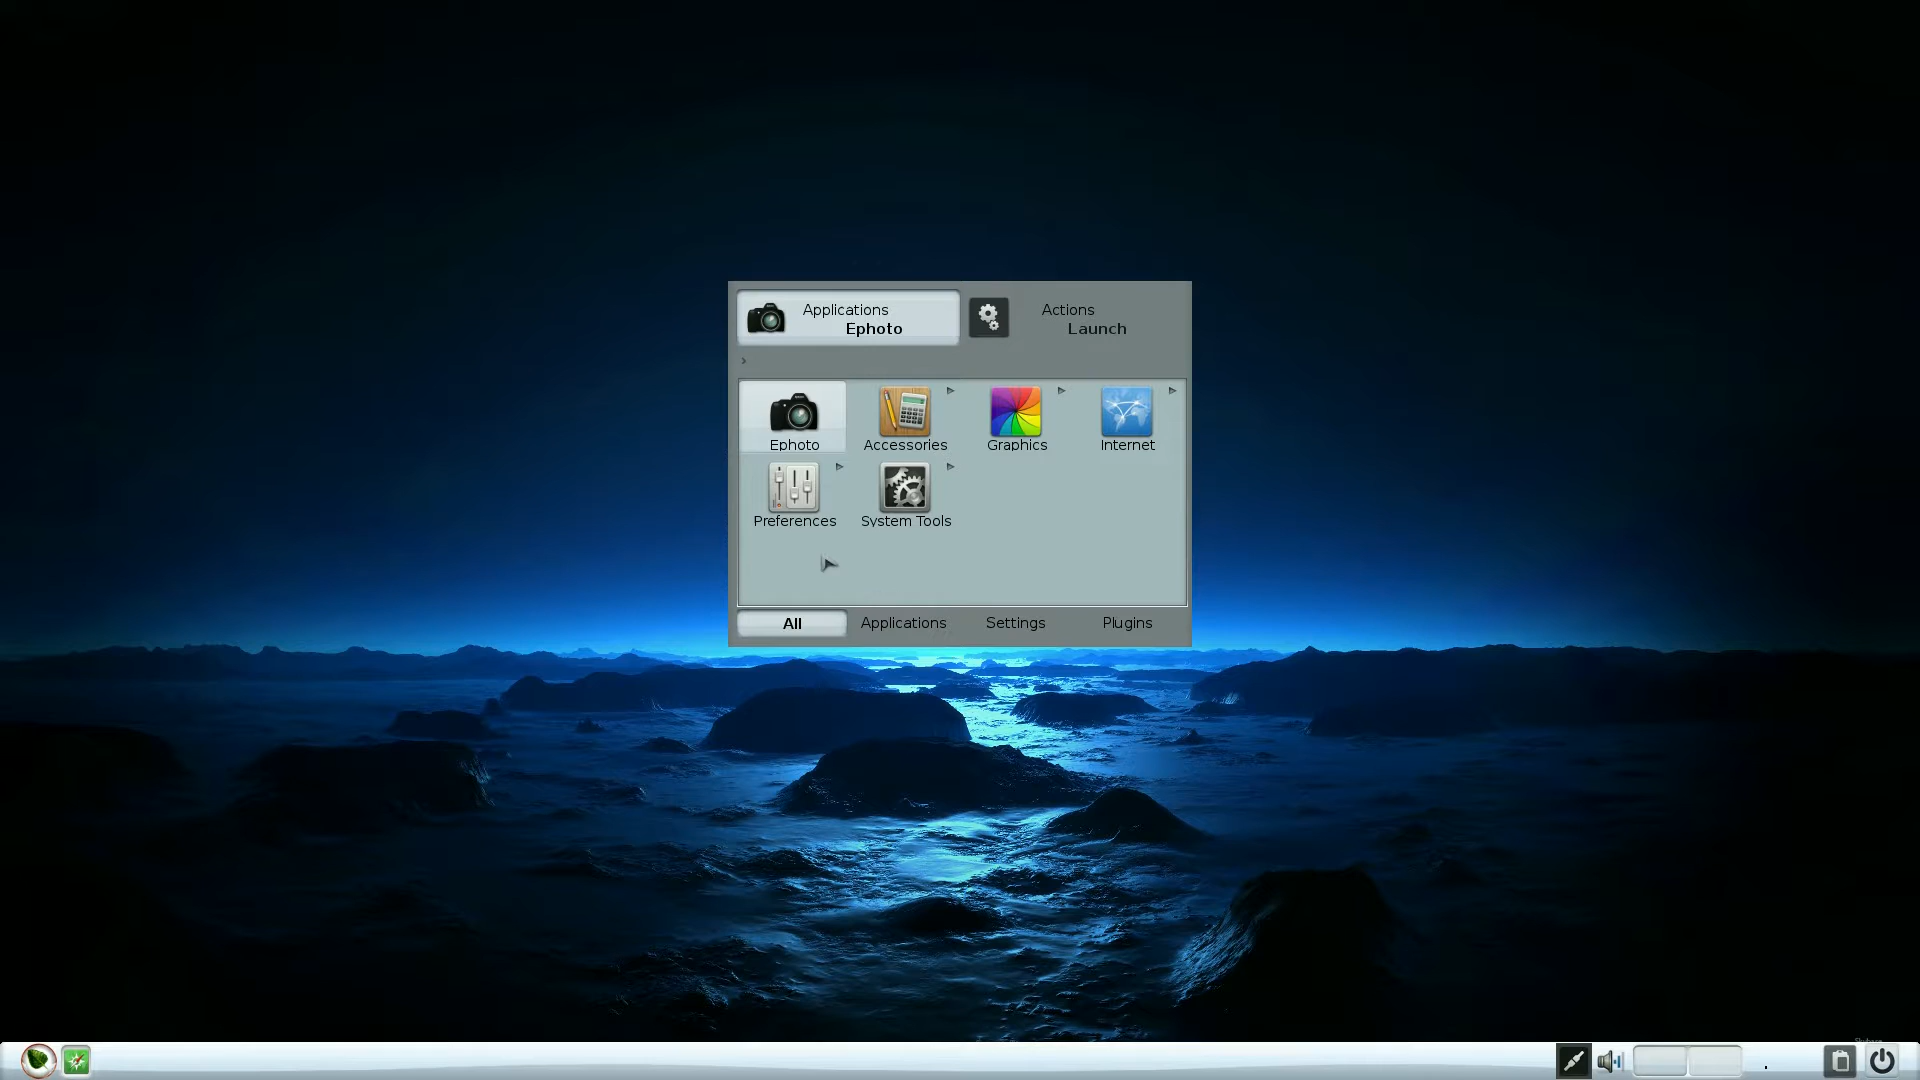 Applications
Ephoto
Actions
Launch
›
Ephoto
Accessories
Graphics
Internet
Preferences
System Tools
All
Applications
Settings
Plugins